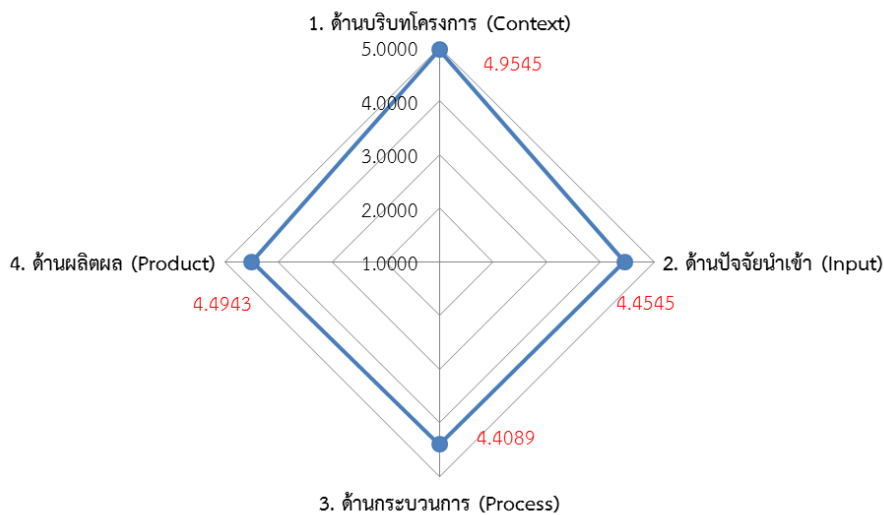 1. ด้านบริบทโครงการ (Context)
5.0000
4.9545
4.0000
3.0000
2.0000
4. ด้านผลิตผล (Product)
1.0000
2. ด้านปัจจัยนำเข้า (Input)
4.4943
4.4545
4.4089
3. ด้านกระบวนการ (Process)